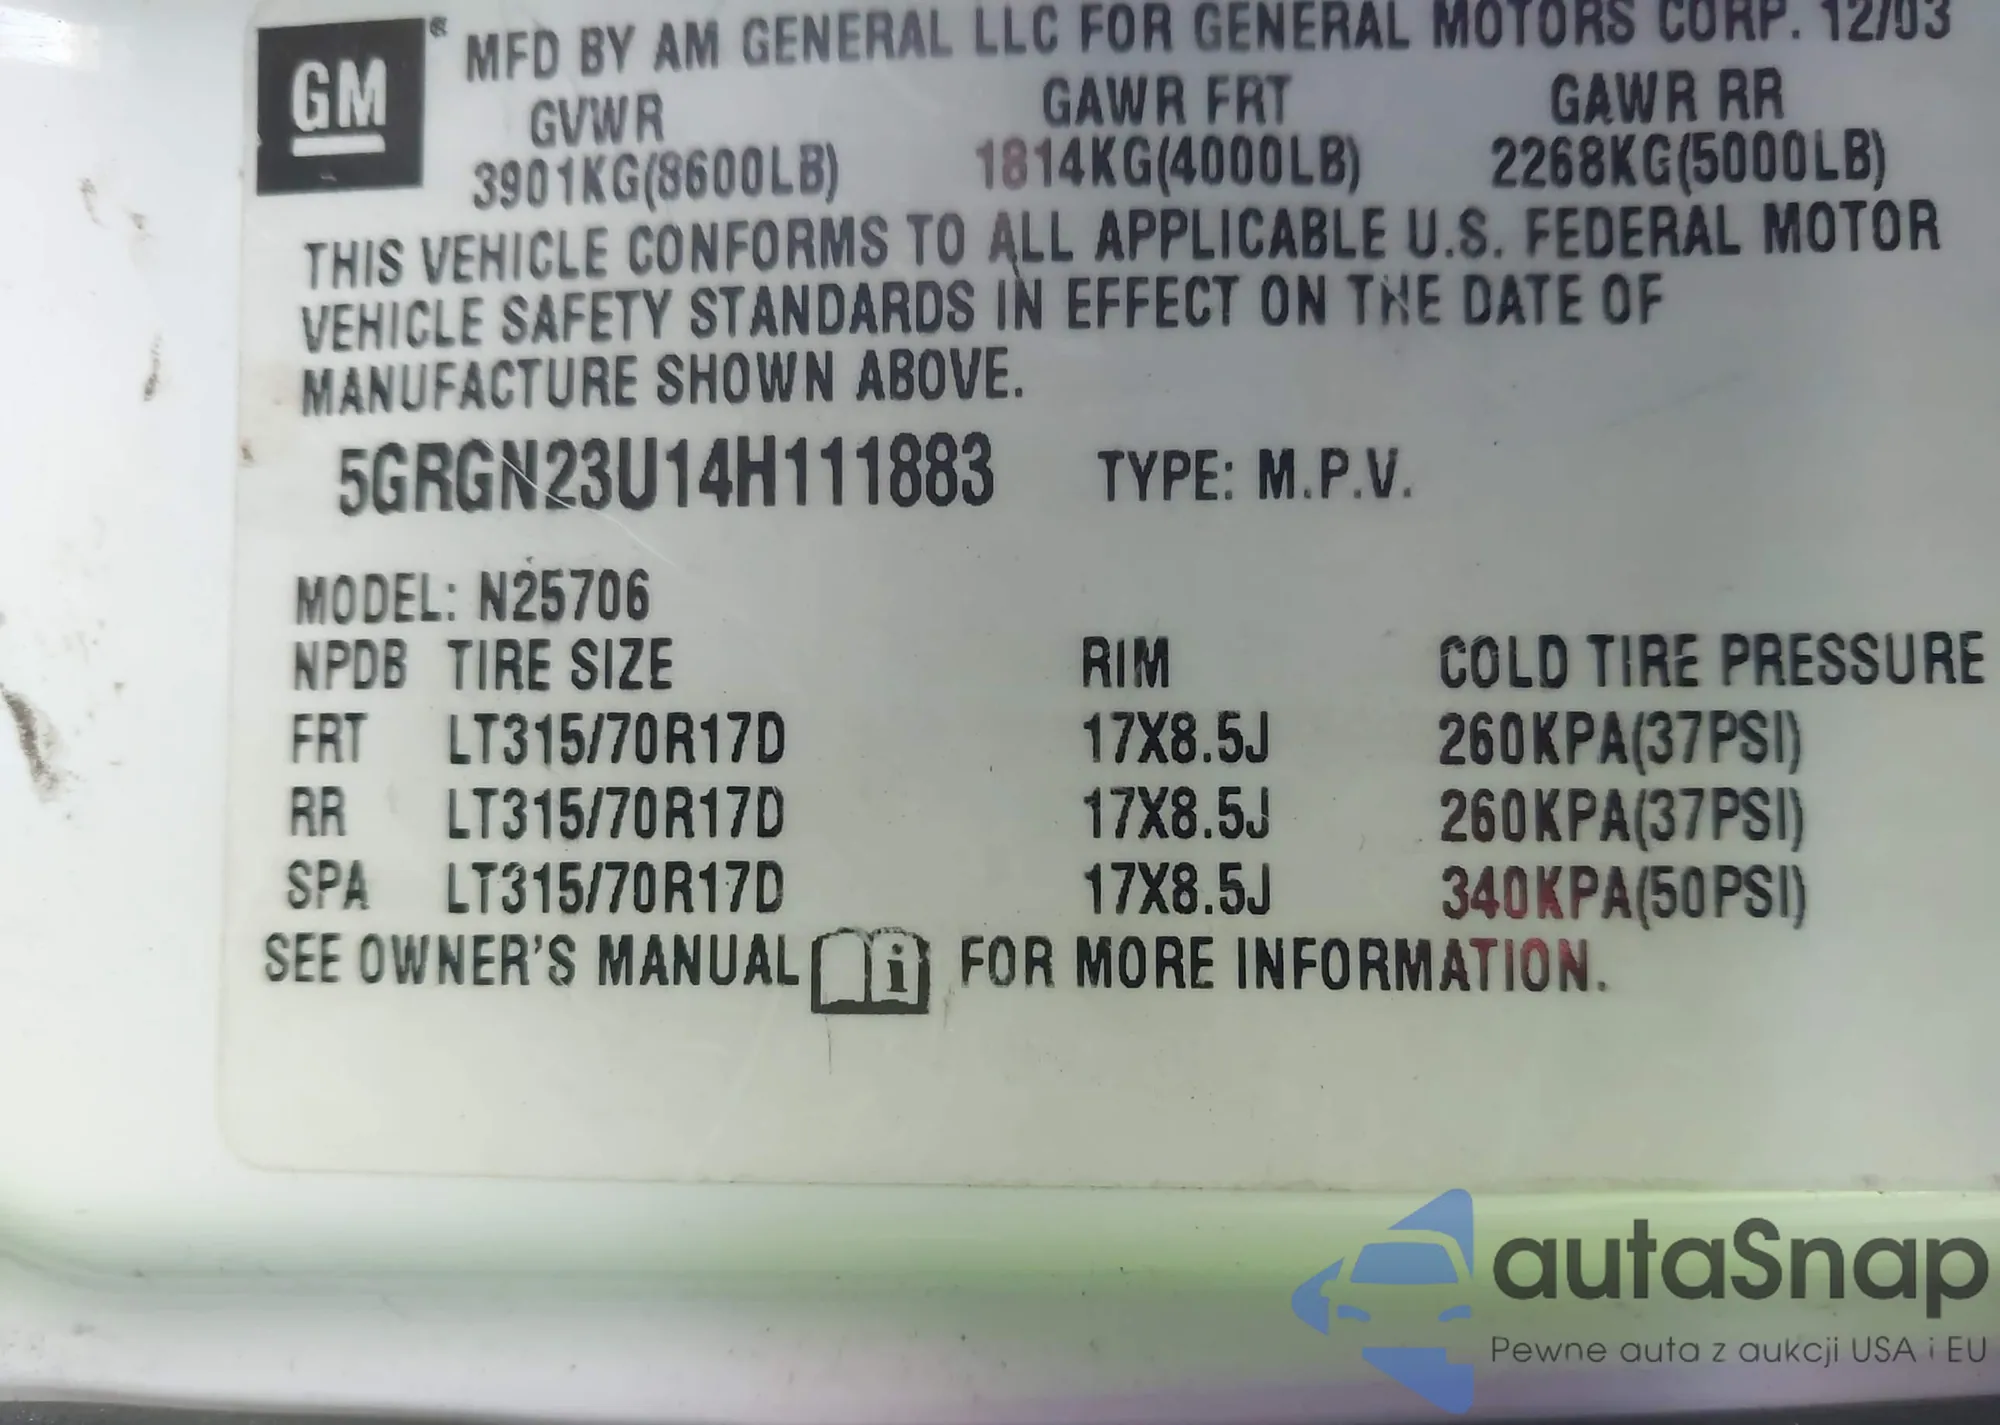 GM® MFD BY AM GENERAL LLC FOR GENERAL MOTORS CORP. 12/03
GVWR GAWR FRT GAWR RR
3901KG(8600LB) 1814KG(4000LB) 2268KG(5000LB)
THIS VEHICLE CONFORMS TO ALL APPLICABLE U.S. FEDERAL MOTOR
VEHICLE SAFETY STANDARDS IN EFFECT ON THE DATE OF
MANUFACTURE SHOWN ABOVE.
5GRGN23U14H111883 TYPE: M.P.V.
MODEL: N25706
NPDB TIRE SIZE RIM COLD TIRE PRESSURE
FRT LT315/70R17D 17X8.5J 260KPA(37PSI)
RR LT315/70R17D 17X8.5J 260KPA(37PSI)
SPA LT315/70R17D 17X8.5J 340KPA(50PSI)
SEE OWNER'S MANUAL i FOR MORE INFORMATION.
autaSnap
Pewne auta z aukcji USA i EU